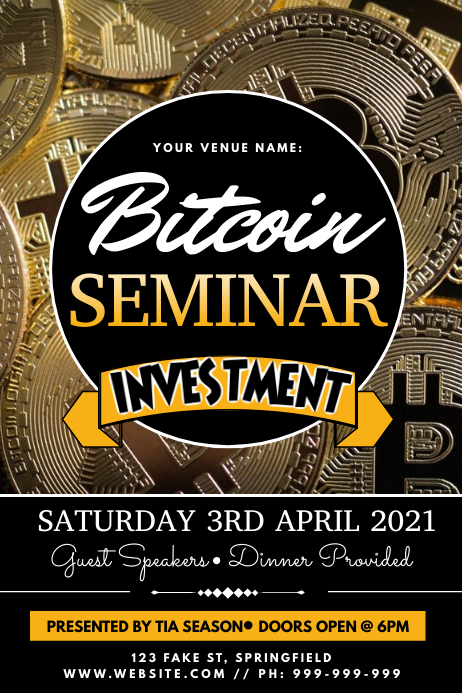 YOUR VENUE NAME:
Bitcoin
SEMINAR
INVESTMENT
SATURDAY 3RD APRIL 2021
Guest Speakers • Dinner Provided
PRESENTED BY TIA SEASON• DOORS OPEN @ 6PM
123 FAKE ST, SPRINGFIELD
WWW.WEBSITE.COM // PH: 999-999-999